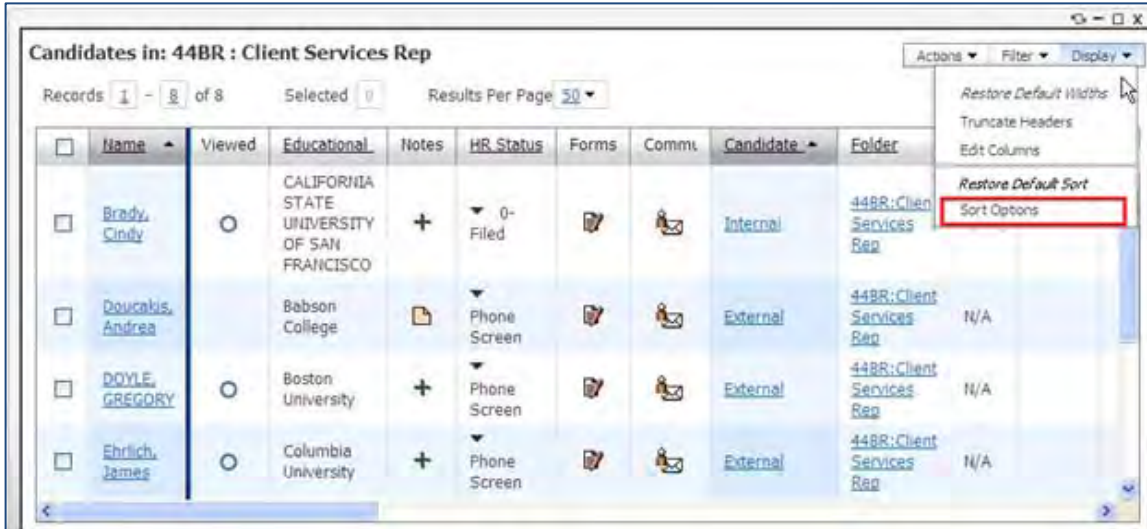 Candidates in: 44BR : Client Services Rep
Actions Filter Display
Records 1 - 8 of 8 Selected 0 Results Per Page 50
Restore Default Widths
Truncate Headers
Edit Columns
Restore Default Sort
Sort Options
Name Viewed Educational Notes HR Status Forms Commu Candidate Folder
Brady, Cindy
CALIFORNIA
STATE
UNIVERSITY
OF SAN
FRANCISCO
0-
Filed
Internal
44BR:Clien
Services
Rep
Doucakis,
Andrea
Babson
College
Phone
Screen
External
44BR:Client
Services
Rep
N/A
DOYLE,
GREGORY
Boston
University
Phone
Screen
External
44BR:Client
Services
Rep
N/A
Ehrlich,
James
Columbia
University
Phone
Screen
External
44BR:Client
Services
Rep
N/A